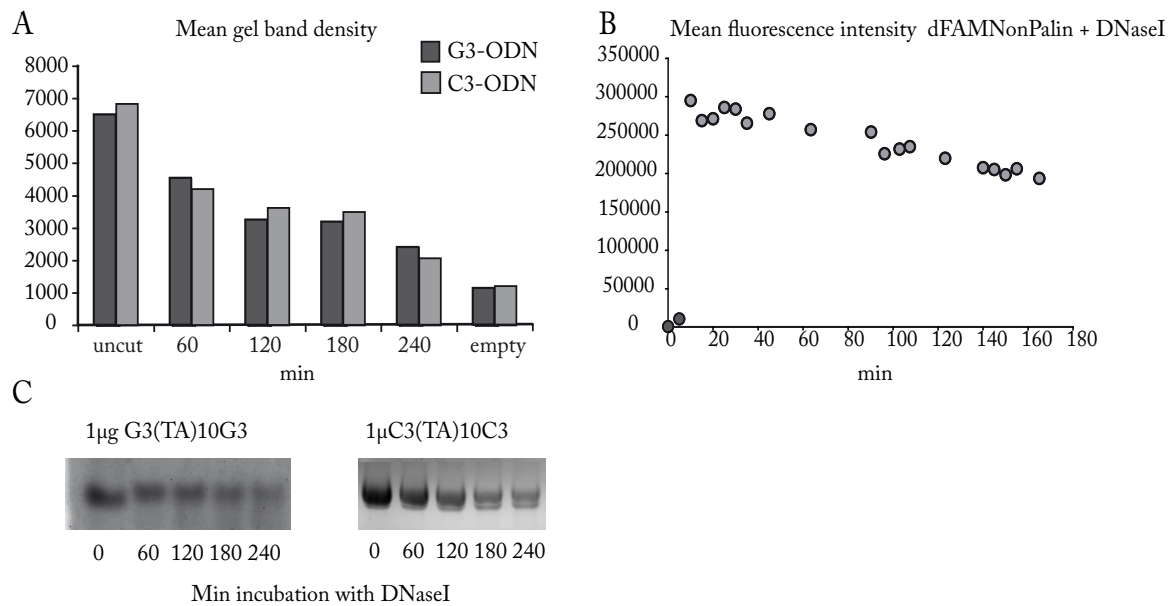 A
Mean gel band density
G3-ODN
C3-ODN
8000
7000
6000
5000
4000
3000
2000
1000
0
uncut 60 120 180 240 empty
min
B
Mean fluorescence intensity dFAMNonPalin + DNaseI
350000
300000
250000
200000
150000
100000
50000
0
0 20 40 60 80 100 120 140 160 180
min
C
1µg G3(TA)10G3
1µC3(TA)10C3
0 60 120 180 240
0 60 120 180 240
Min incubation with DNaseI